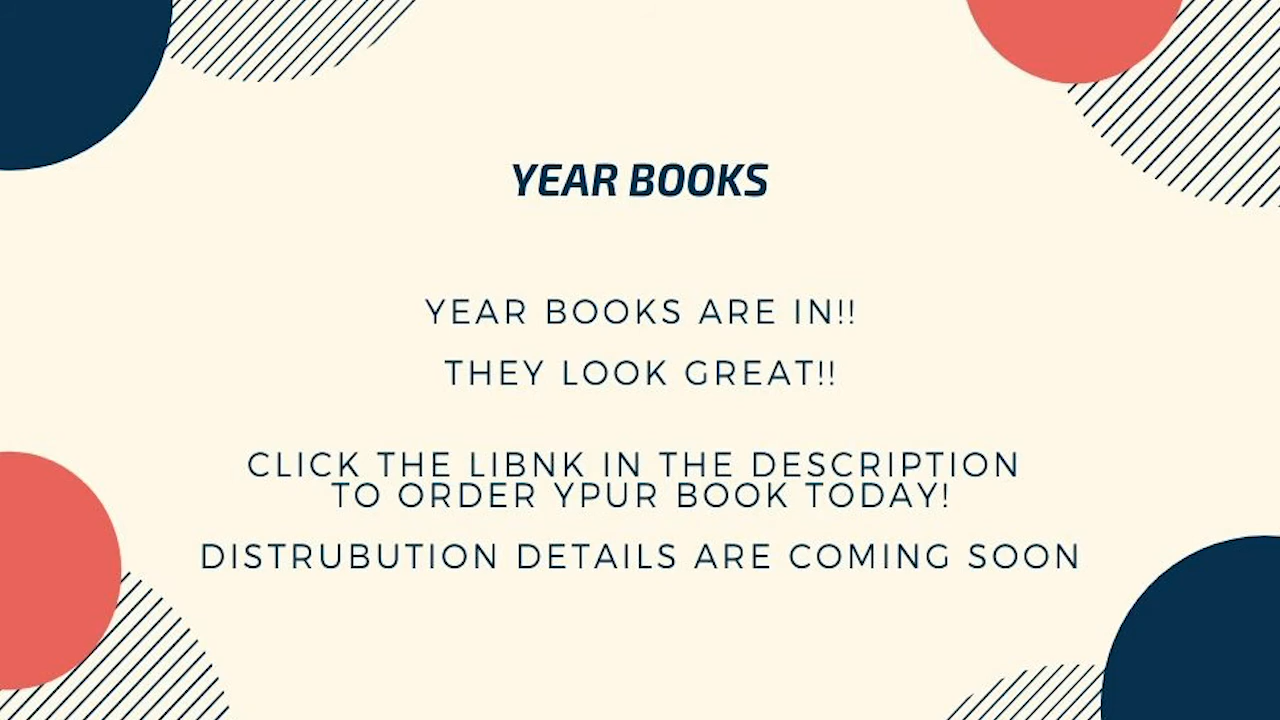 YEAR BOOKS
YEAR BOOKS ARE IN!!
THEY LOOK GREAT!!
CLICK THE LIBNK IN THE DESCRIPTION
TO ORDER YPUR BOOK TODAY!
DISTRUBUTION DETAILS ARE COMING SOON